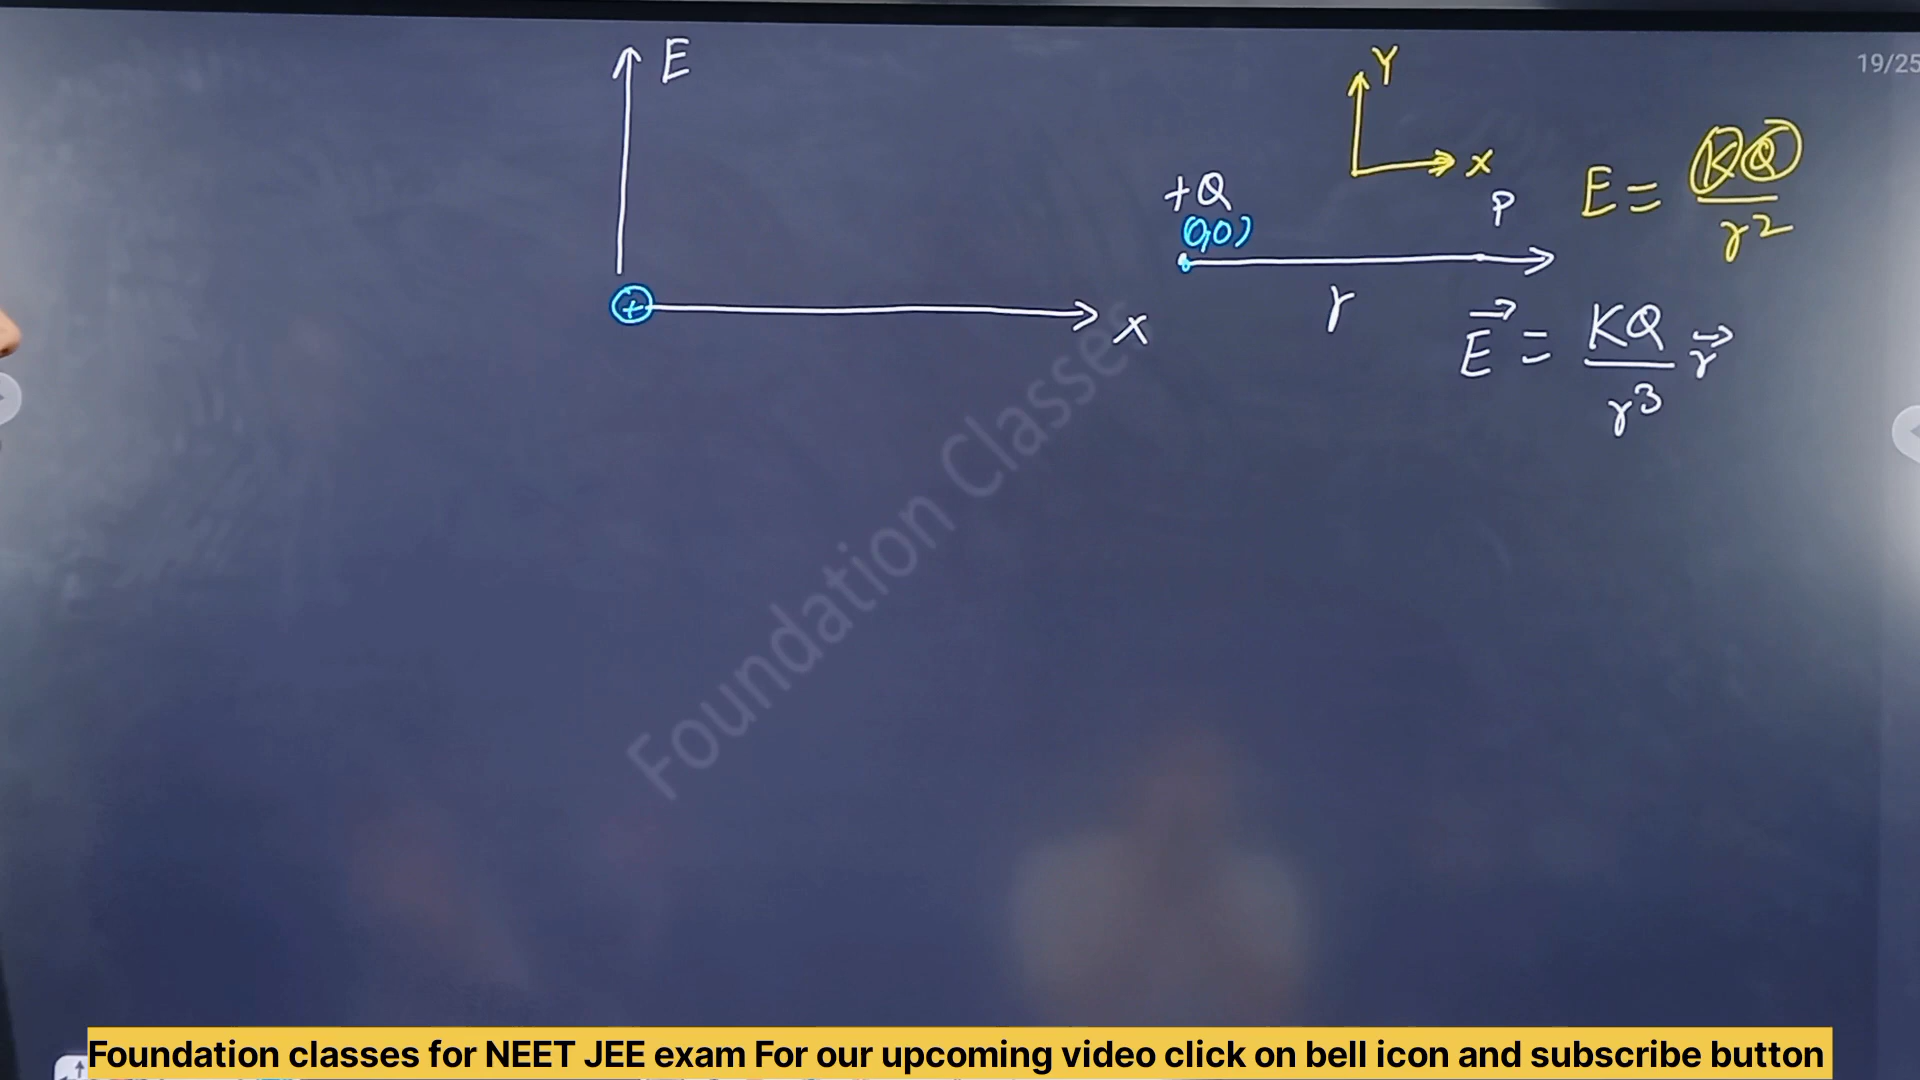 E
x
+
Y
x
+Q
(0,0)
P
r
E = KQ/r²
E⃗ = KQ/r³ r⃗
19/25
Foundation Classes
Foundation classes for NEET JEE exam For our upcoming video click on bell icon and subscribe button